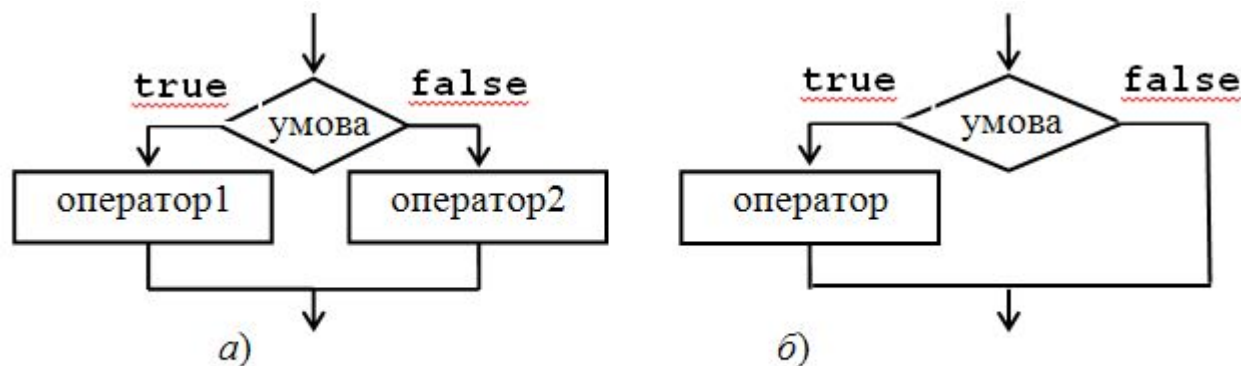 true false
умова
оператор1 оператор2
а)
true false
умова
оператор
б)